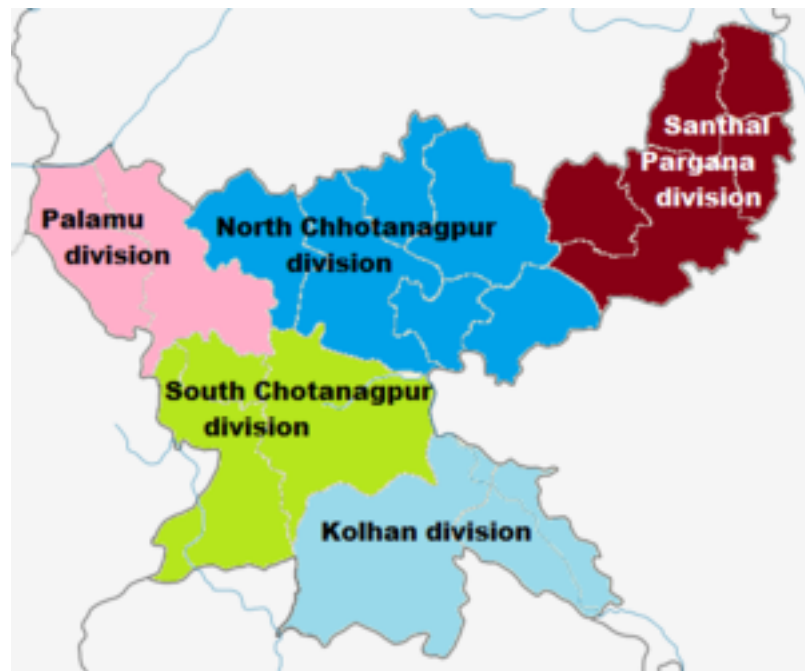 Santhal
Pargana
division
Palamu
division
North Chhotanagpur
division
South Chotanagpur
division
Kolhan division